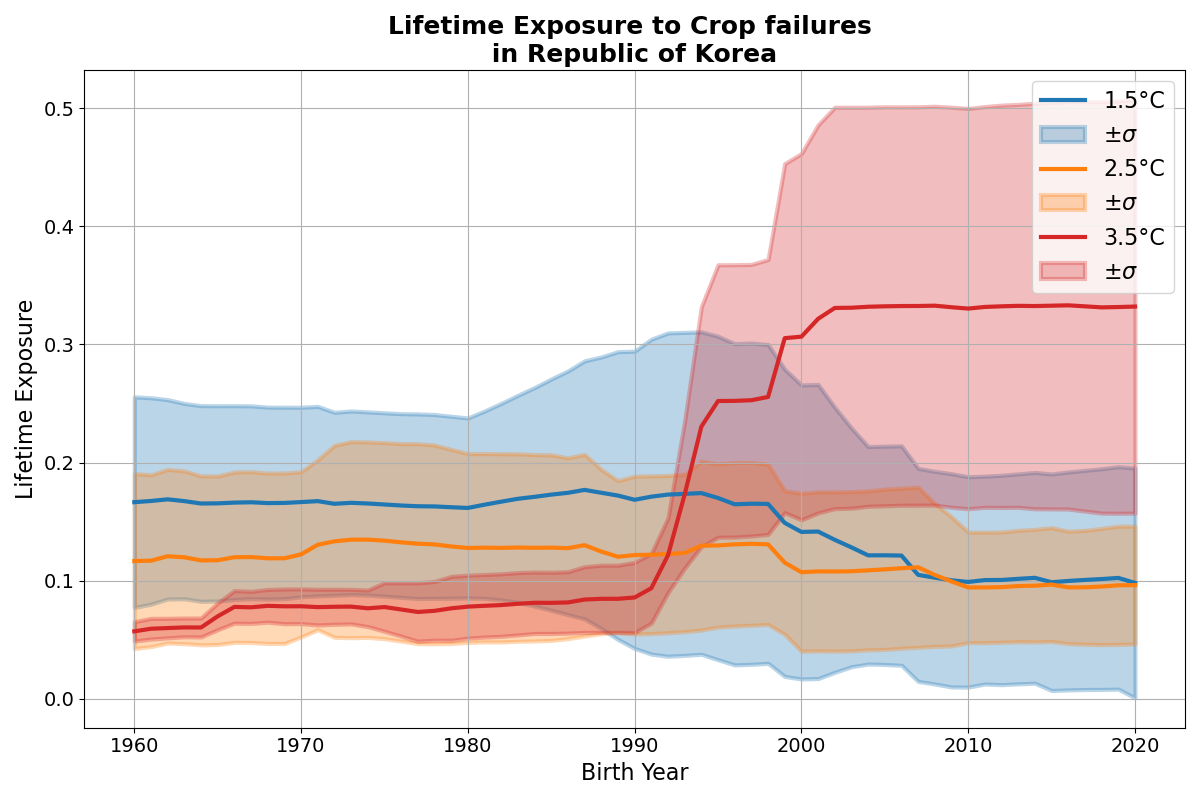 Lifetime Exposure to Crop failures
in Republic of Korea
Lifetime Exposure
0.5
0.4
0.3
0.2
0.1
0.0
1.5°C
±σ
2.5°C
±σ
3.5°C
±σ
1960 1970 1980 1990 2000 2010 2020
Birth Year